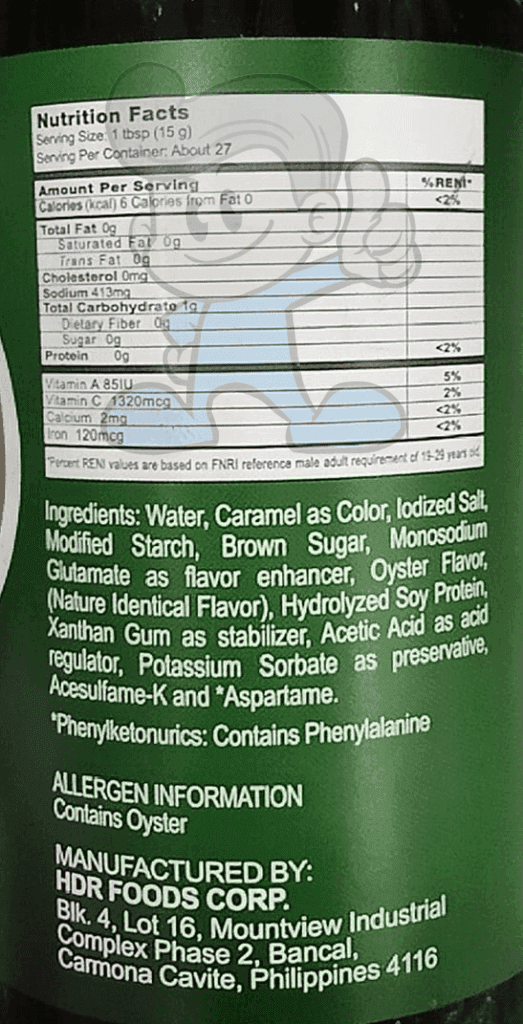 Nutrition Facts
Serving Size: 1 tbsp (15 g)
Serving Per Container: About 27
Amount Per Serving %RENI*
Calories (kcal) 6 Calories from Fat 0 <2%
Total Fat 0g
Saturated Fat 0g
Trans Fat 0g
Cholesterol 0mg
Sodium 413mg
Total Carbohydrate 1g
Dietary Fiber 0g
Sugar 0g
Protein 0g <2%
Vitamin A 85IU 5%
Vitamin C 1320mcg 2%
Calcium 2mg <2%
Iron 120mcg <2%
*Percent RENI values are based on FNRI reference male adult requirement of 19-29 years old
Ingredients: Water, Caramel as Color, Iodized Salt,
Modified Starch, Brown Sugar, Monosodium
Glutamate as flavor enhancer, Oyster Flavor,
(Nature Identical Flavor), Hydrolyzed Soy Protein,
Xanthan Gum as stabilizer, Acetic Acid as acid
regulator, Potassium Sorbate as preservative,
Acesulfame-K and *Aspartame.
*Phenylketonurics: Contains Phenylalanine
ALLERGEN INFORMATION
Contains Oyster
MANUFACTURED BY:
HDR FOODS CORP.
Blk. 4, Lot 16, Mountview Industrial
Complex Phase 2, Bancal,
Carmona Cavite, Philippines 4116